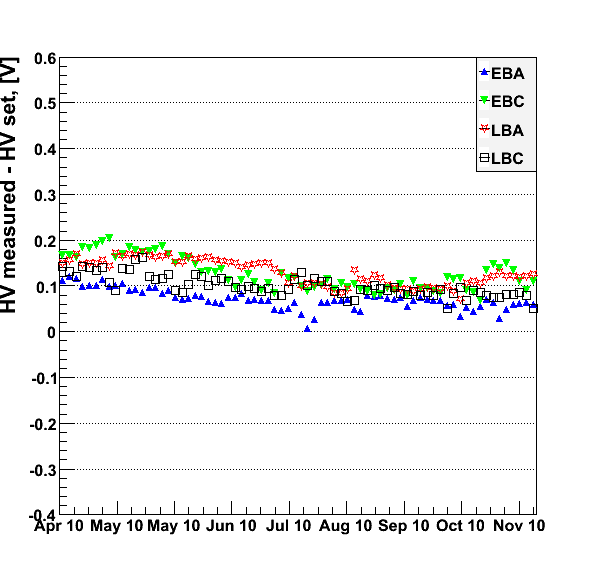 HV measured - HV set, [V]
0.6
0.5
0.4
0.3
0.2
0.1
0
-0.1
-0.2
-0.3
-0.4
EBA
EBC
LBA
LBC
Apr 10 May 10 May 10 Jun 10 Jul 10 Aug 10 Sep 10 Oct 10 Nov 10